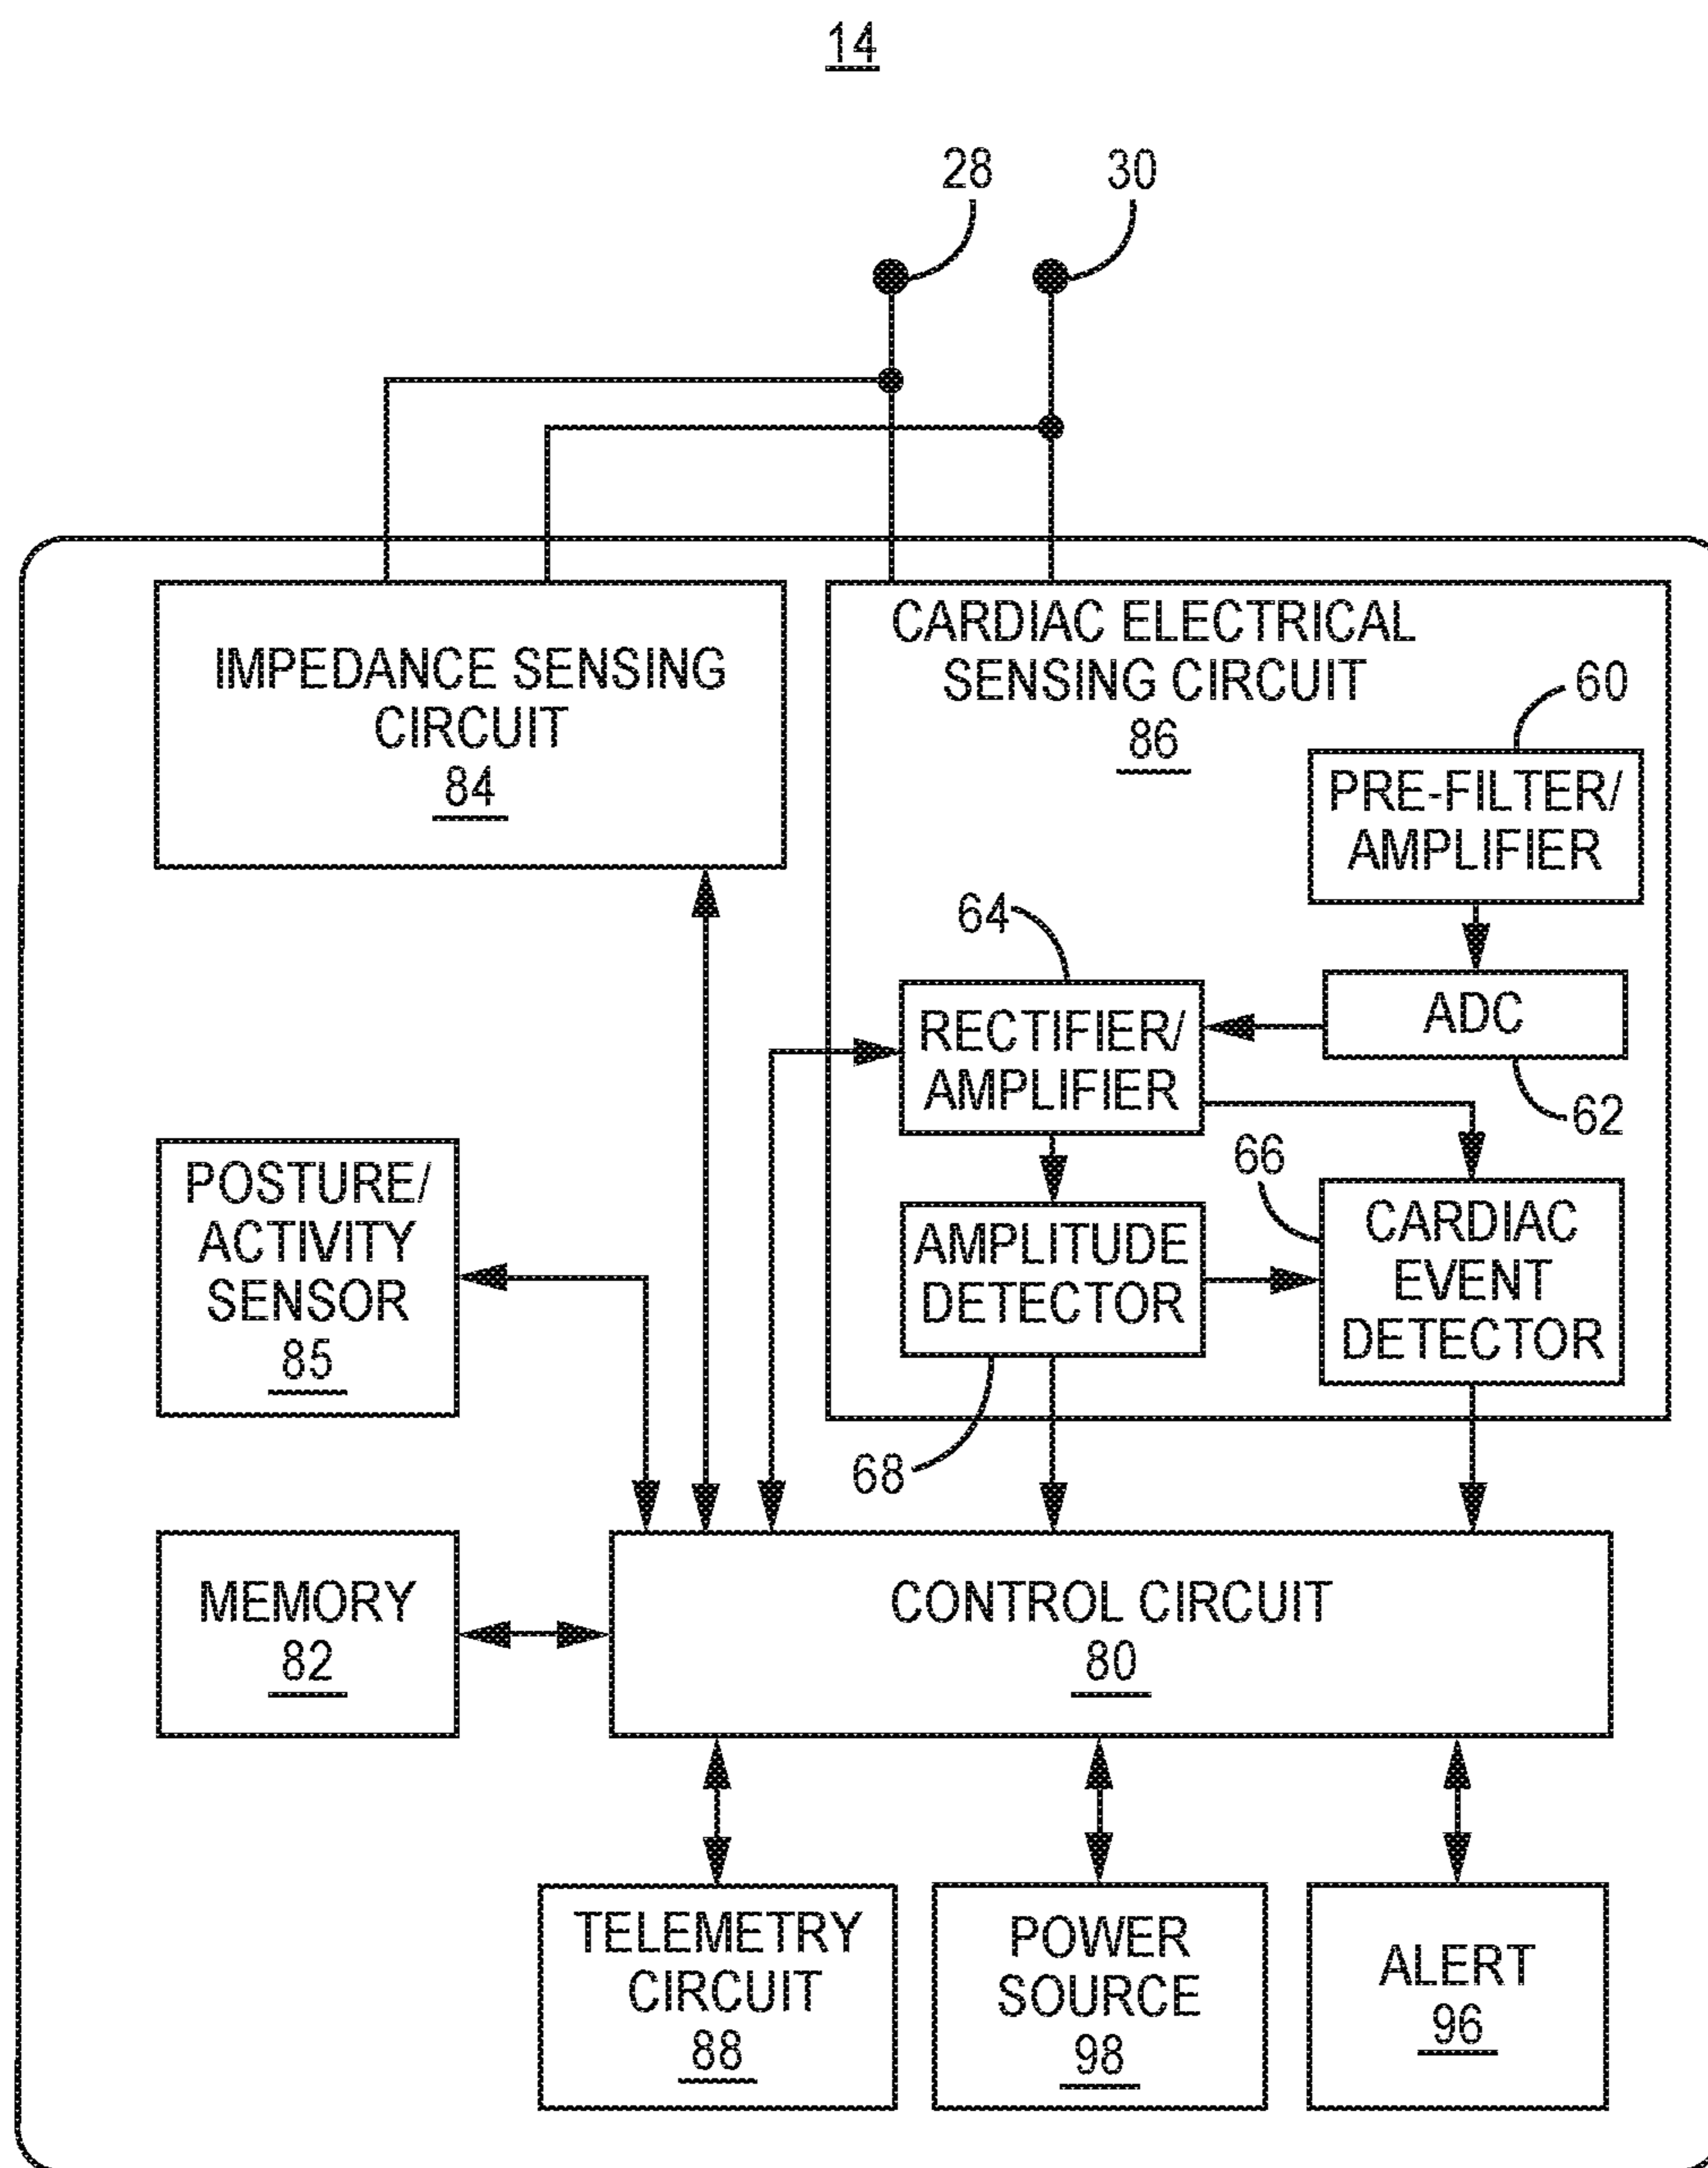 14
28
30
IMPEDANCE SENSING
CIRCUIT
84
CARDIAC ELECTRICAL
SENSING CIRCUIT
86
60
PRE-FILTER/
AMPLIFIER
64
RECTIFIER/
AMPLIFIER
ADC
62
66
POSTURE/
ACTIVITY
SENSOR
85
AMPLITUDE
DETECTOR
CARDIAC
EVENT
DETECTOR
68
MEMORY
82
CONTROL CIRCUIT
80
TELEMETRY
CIRCUIT
88
POWER
SOURCE
98
ALERT
96